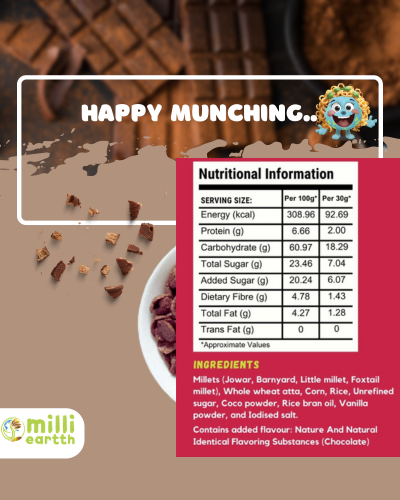 HAPPY MUNCHING..
Nutritional Information
SERVING SIZE: Per 100g* Per 30g*
Energy (kcal) 308.96 92.69
Protein (g) 6.66 2.00
Carbohydrate (g) 60.97 18.29
Total Sugar (g) 23.46 7.04
Added Sugar (g) 20.24 6.07
Dietary Fibre (g) 4.78 1.43
Total Fat (g) 4.27 1.28
Trans Fat (g) 0 0
*Approximate Values
INGREDIENTS
Millets (Jowar, Barnyard, Little millet, Foxtail
millet), Whole wheat atta, Corn, Rice, Unrefined
sugar, Coco powder, Rice bran oil, Vanilla
powder, and Iodised salt.
Contains added flavour: Nature And Natural
Identical Flavoring Substances (Chocolate)
milli
eartth